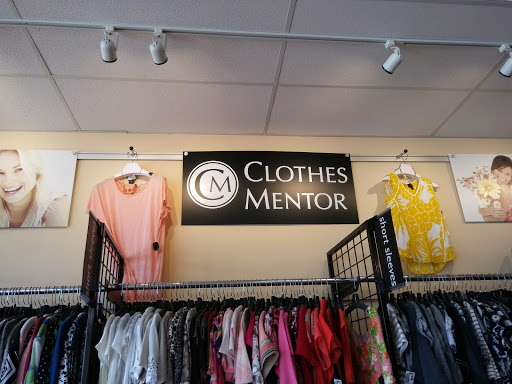 CM
CLOTHES
MENTOR
short sleeves